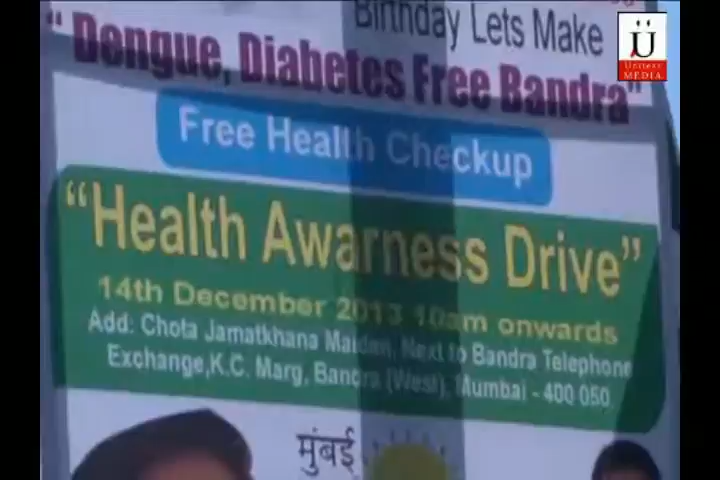 Birthday Lets Make
"Dengue, Diabetes Free Bandra"
Free Health Checkup
"Health Awarness Drive"
14th December 2013 10am onwards
Add: Chota Jamatkhana Maidan, Next to Bandra Telephone
Exchange,K.C. Marg, Bandra (West), Mumbai - 400 050
मुंबई
Ü
MEDIA